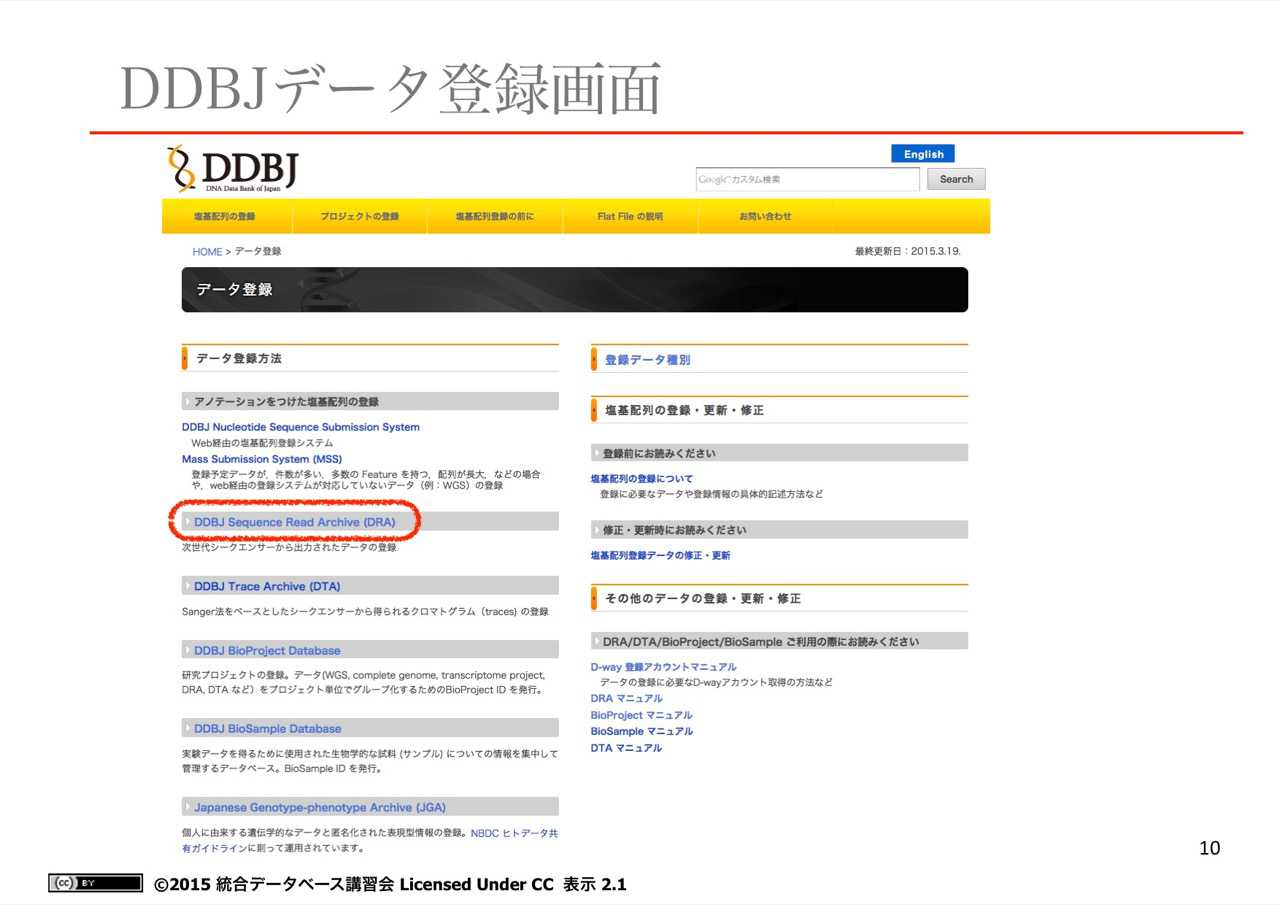 DDBJデータ登録画面
DDBJ
DNA Data Bank of Japan
English
Google™ カスタム検索
Search
塩基配列の登録
プロジェクトの登録
塩基配列登録の前に
Flat File の説明
お問い合わせ
HOME > データ登録
最終更新日：2015.3.19.
データ登録
データ登録方法
アノテーションをつけた塩基配列の登録
DDBJ Nucleotide Sequence Submission System
Web経由の塩基配列登録システム
Mass Submission System (MSS)
登録予定データが，件数が多い，多数の Feature を持つ，配列が長大，などの場合
や，web経由の登録システムが対応していないデータ（例：WGS）の登録
DDBJ Sequence Read Archive (DRA)
次世代シークエンサーから出力されたデータの登録
DDBJ Trace Archive (DTA)
Sanger法をベースとしたシークエンサーから得られるクロマトグラム（traces) の登録
DDBJ BioProject Database
研究プロジェクトの登録。データ(WGS, complete genome, transcriptome project,
DRA, DTA など）をプロジェクト単位でグループ化するためのBioProject ID を発行。
DDBJ BioSample Database
実験データを得るために使用された生物学的な試料 (サンプル) についての情報を集中して
管理するデータベース。BioSample ID を発行。
Japanese Genotype-phenotype Archive (JGA)
個人に由来する遺伝学的なデータと匿名化された表現型情報の登録。NBDC ヒトデータ共
有ガイドラインに則って運用されています。
登録データ種別
塩基配列の登録・更新・修正
登録前にお読みください
塩基配列の登録について
登録に必要なデータや登録情報の具体的記述方法など
修正・更新時にお読みください
塩基配列登録データの修正・更新
その他のデータの登録・更新・修正
DRA/DTA/BioProject/BioSample ご利用の際にお読みください
D-way 登録アカウントマニュアル
データの登録に必要なD-wayアカウント取得の方法など
DRA マニュアル
BioProject マニュアル
BioSample マニュアル
DTA マニュアル
10
cc BY
©2015 統合データベース講習会 Licensed Under CC 表示 2.1